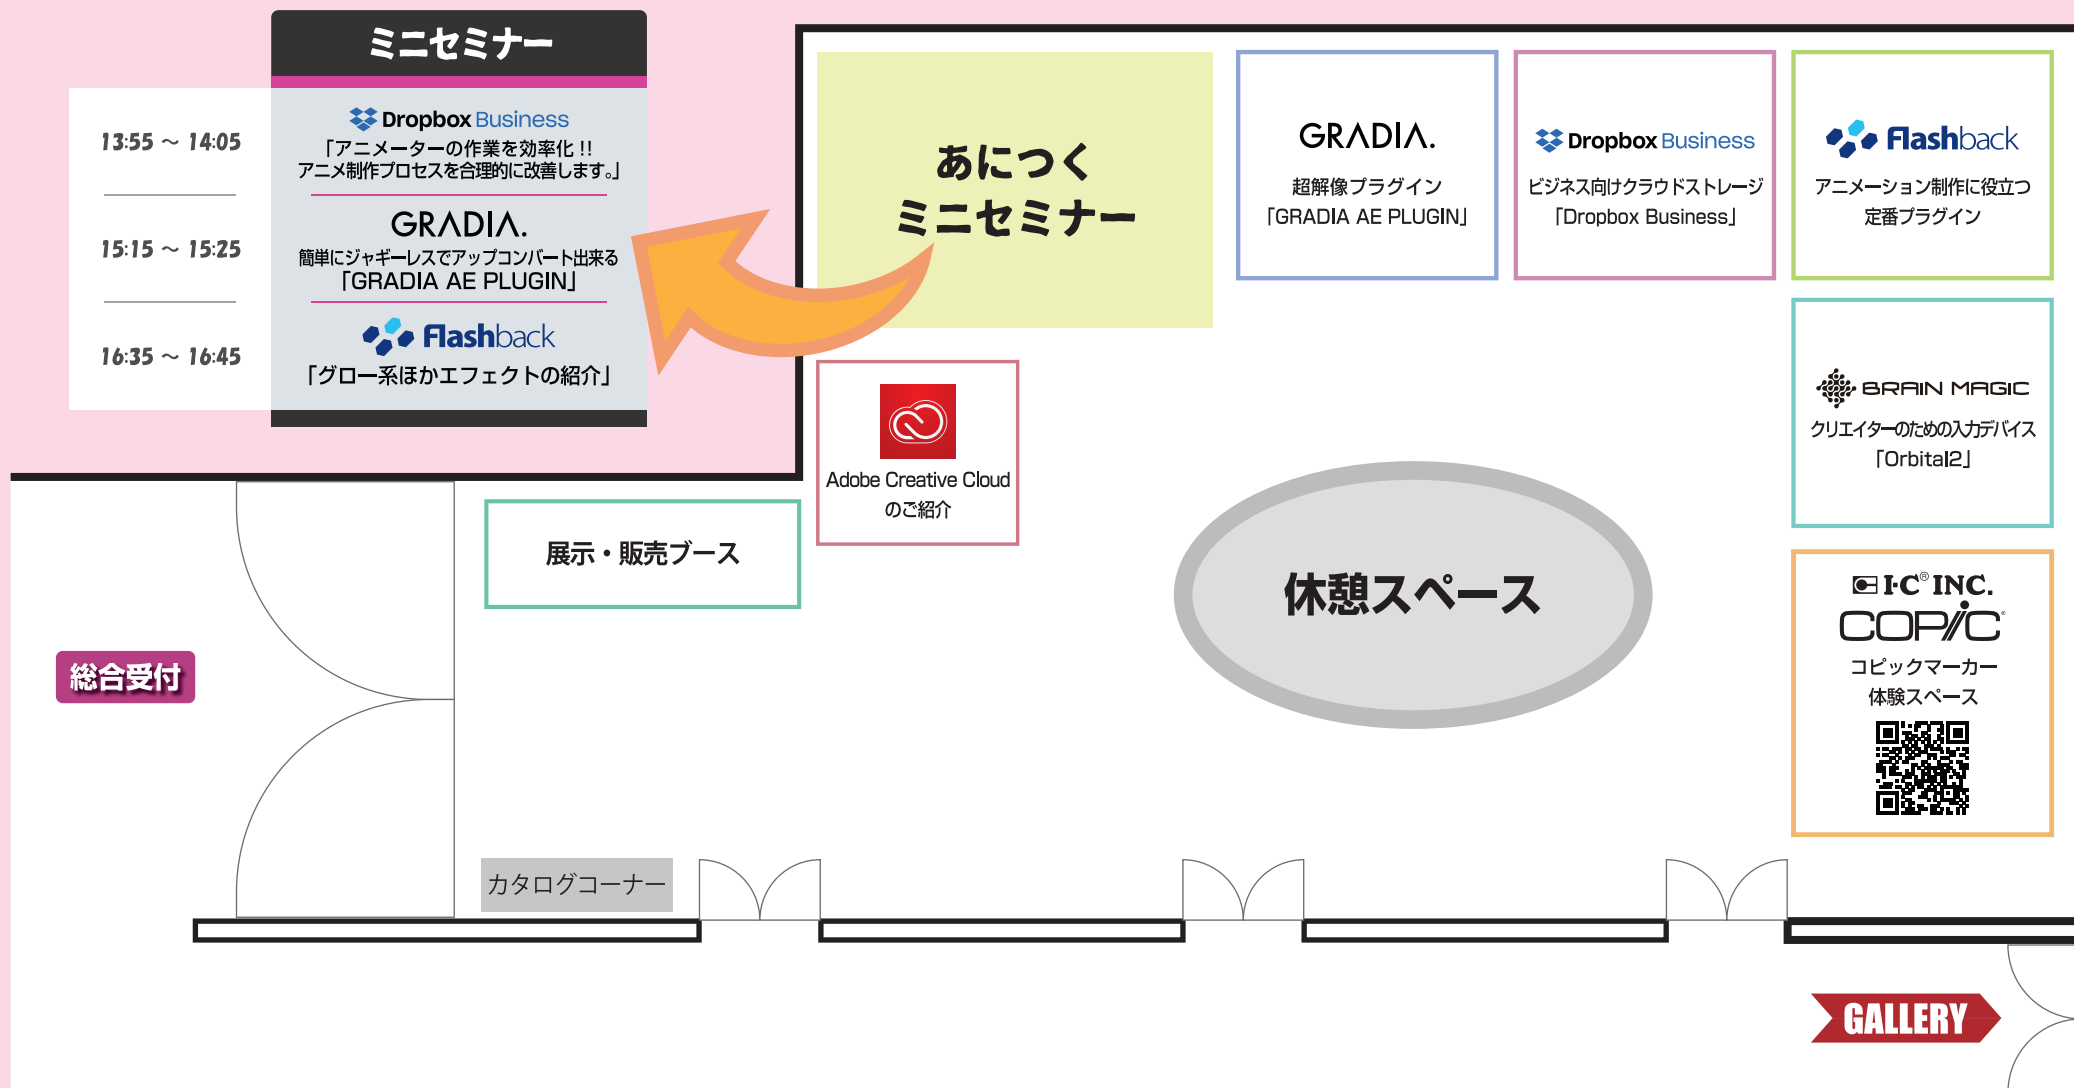 ミニセミナー
13:55 ~ 14:05
Dropbox Business
「アニメーターの作業を効率化!!
アニメ制作プロセスを合理的に改善します。」
15:15 ~ 15:25
GRADIA.
簡単にジャギーレスでアップコンバート出来る
「GRADIA AE PLUGIN」
16:35 ~ 16:45
Flashback
「グロー系ほかエフェクトの紹介」
あにつく
ミニセミナー
GRADIA.
超解像プラグイン
「GRADIA AE PLUGIN」
Dropbox Business
ビジネス向けクラウドストレージ
「Dropbox Business」
Flashback
アニメーション制作に役立つ
定番プラグイン
Adobe Creative Cloud
のご紹介
BRAIN MAGIC
クリエイターのための入力デバイス
「Orbital2」
展示・販売ブース
休憩スペース
I·C® INC.
COPIC®
コピックマーカー
体験スペース
総合受付
カタログコーナー
GALLERY